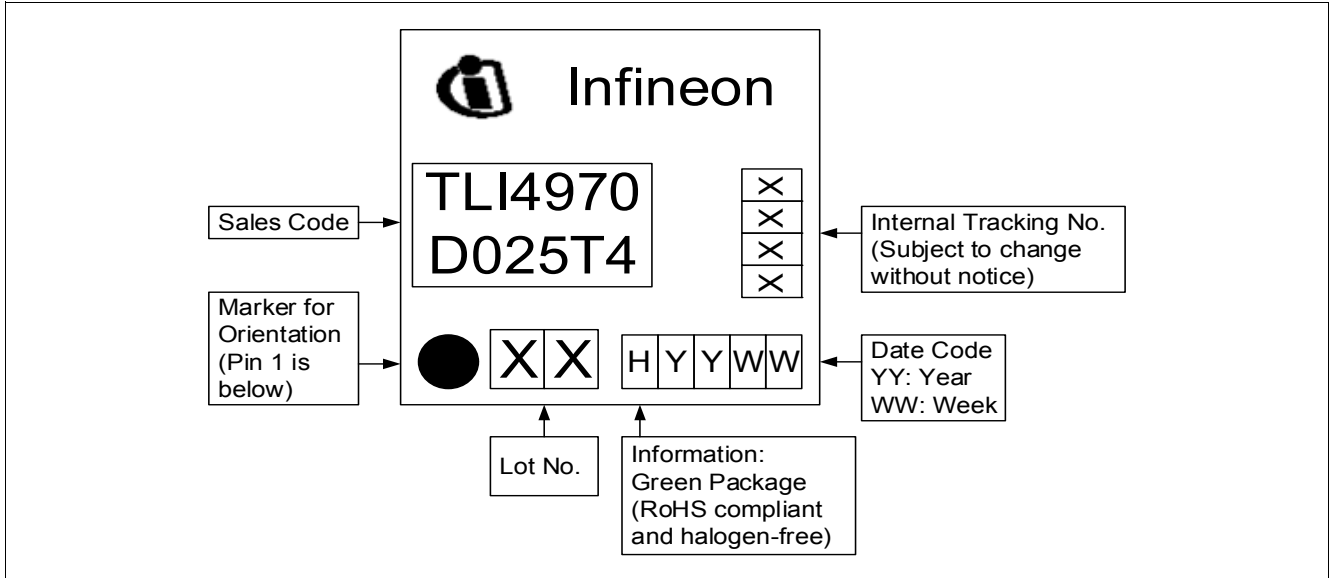 Infineon
TLI4970
D025T4
Sales Code
X
X
X
X
Internal Tracking No.
(Subject to change
without notice)
Marker for
Orientation
(Pin 1 is
below)
X X
H Y Y W W
Date Code
YY: Year
WW: Week
Lot No.
Information:
Green Package
(RoHS compliant
and halogen-free)